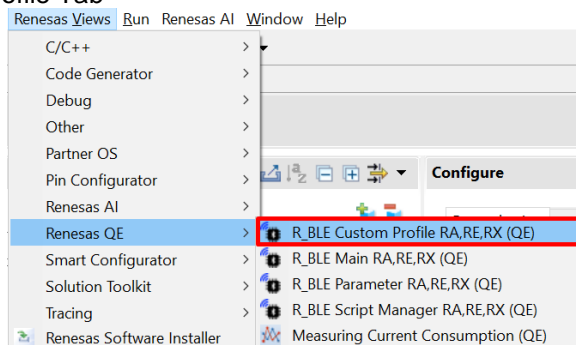 ofile Tab
Renesas Views Run Renesas AI Window Help
C/C++
Code Generator
Debug
Other
Partner OS
Pin Configurator
Configure
Renesas AI
Renesas QE
R_BLE Custom Profile RA,RE,RX (QE)
Smart Configurator
R_BLE Main RA,RE,RX (QE)
Solution Toolkit
R_BLE Parameter RA,RE,RX (QE)
Tracing
R_BLE Script Manager RA,RE,RX (QE)
Renesas Software Installer
Measuring Current Consumption (QE)